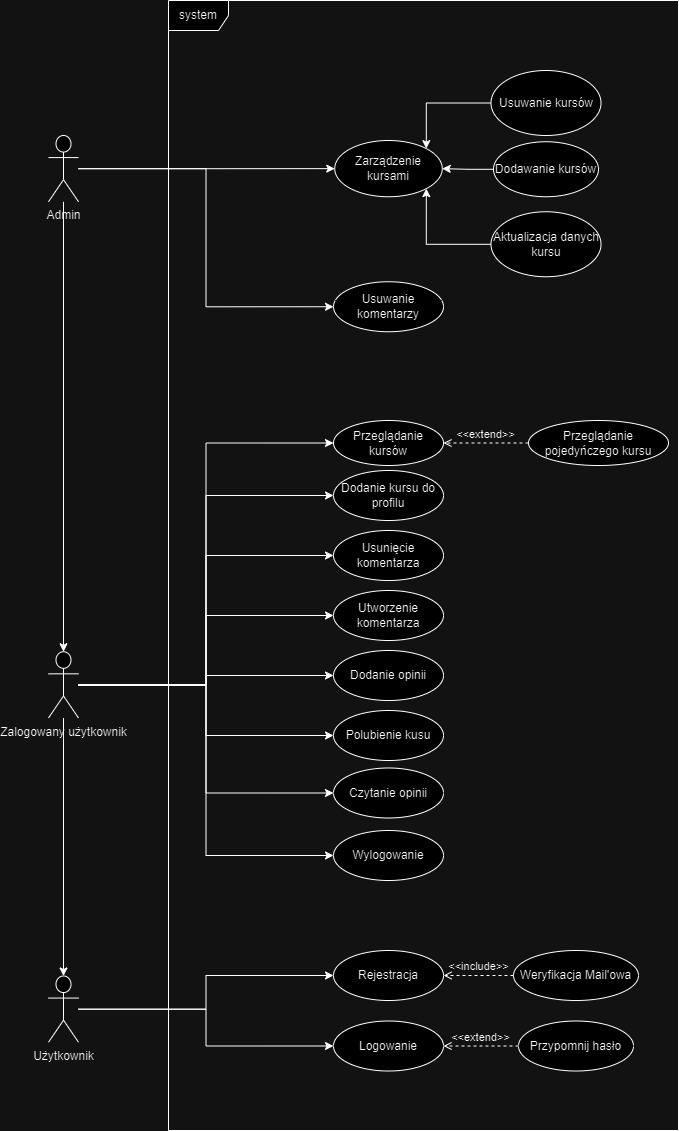 system
Usuwanie kursów
Zarządzenie
kursami
Dodawanie kursów
Admin
Aktualizacja danych
kursu
Usuwanie
komentarzy
Przeglądanie
kursów
<<extend>>
Przeglądanie
pojedyńczego kursu
Dodanie kursu do
profilu
Usunięcie
komentarza
Utworzenie
komentarza
Dodanie opinii
Zalogowany użytkownik
Polubienie kusu
Czytanie opinii
Wylogowanie
Rejestracja
<<include>>
Weryfikacja Mail'owa
Użytkownik
Logowanie
<<extend>>
Przypomnij hasło